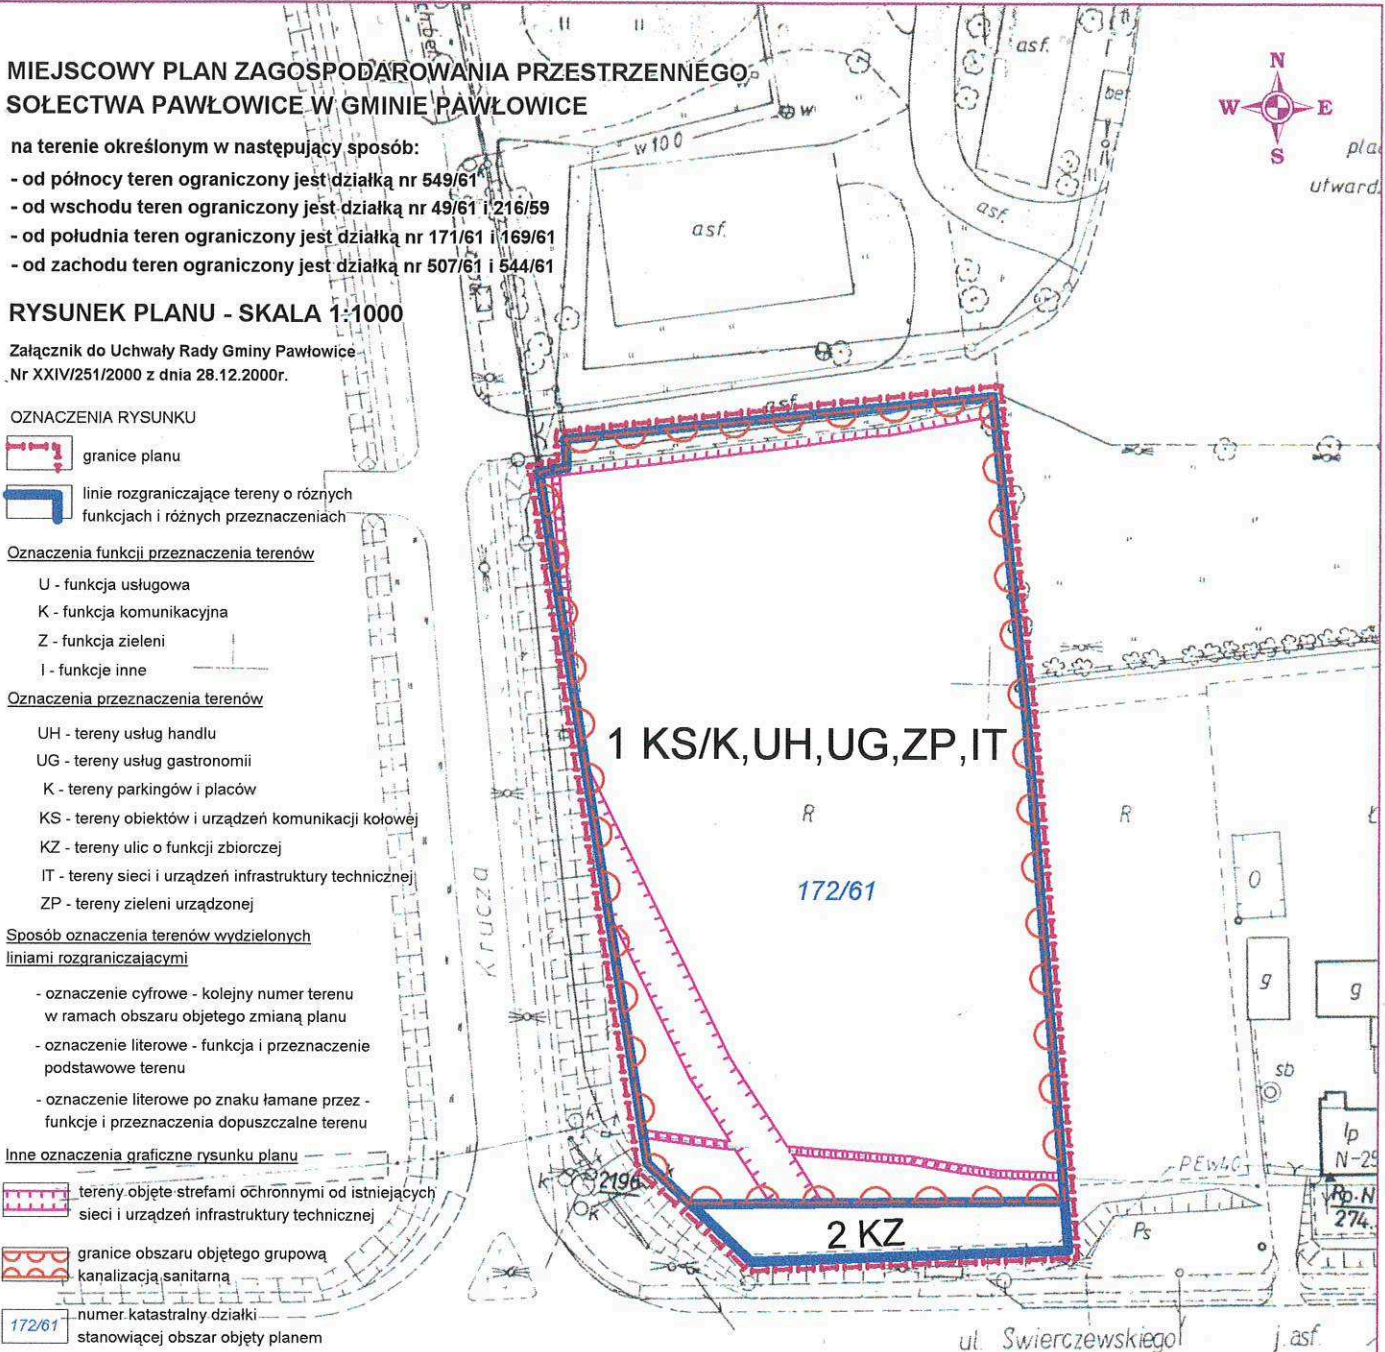 MIEJSCOWY PLAN ZAGOSPODAROWANIA PRZESTRZENNEGO
SOŁECTWA PAWŁOWICE W GMINIE PAWŁOWICE
na terenie określonym w następujący sposób:
- od północy teren ograniczony jest działką nr 549/61
- od wschodu teren ograniczony jest działką nr 49/61 i 216/59
- od południa teren ograniczony jest działką nr 171/61 i 169/61
- od zachodu teren ograniczony jest działką nr 507/61 i 544/61
RYSUNEK PLANU - SKALA 1:1000
Załącznik do Uchwały Rady Gminy Pawłowice
Nr XXIV/251/2000 z dnia 28.12.2000r.
OZNACZENIA RYSUNKU
granice planu
linie rozgraniczające tereny o róznych
funkcjach i różnych przeznaczeniach
Oznaczenia funkcji przeznaczenia terenów
U - funkcja usługowa
K - funkcja komunikacyjna
Z - funkcja zieleni
I - funkcje inne
Oznaczenia przeznaczenia terenów
UH - tereny usług handlu
UG - tereny usług gastronomii
K - tereny parkingów i placów
KS - tereny obiektów i urządzeń komunikacji kołowej
KZ - tereny ulic o funkcji zbiorczej
IT - tereny sieci i urządzeń infrastruktury technicznej
ZP - tereny zieleni urządzonej
Sposób oznaczenia terenów wydzielonych
liniami rozgraniczającymi
- oznaczenie cyfrowe - kolejny numer terenu
w ramach obszaru objetego zmianą planu
- oznaczenie literowe - funkcja i przeznaczenie
podstawowe terenu
- oznaczenie literowe po znaku łamane przez -
funkcje i przeznaczenia dopuszczalne terenu
Inne oznaczenia graficzne rysunku planu
tereny objęte strefami ochronnymi od istniejących
sieci i urządzeń infrastruktury technicznej
granice obszaru objętego grupową
kanalizacją sanitarną
172/61
numer katastralny działki
stanowiącej obszar objęty planem
N
W E
S
ch.bet.
asf.
bet
w
w
w100
plac
utward.
asf.
asf.
asf
1 KS/K,UH,UG,ZP,IT
R
R
172/61
Krucza
O
g
g
sb
Ip
N-29
PEw40
Rp.N
274.
k
k
k
2196
Ps
2 KZ
ul. Swierczewskiego
j.asf.